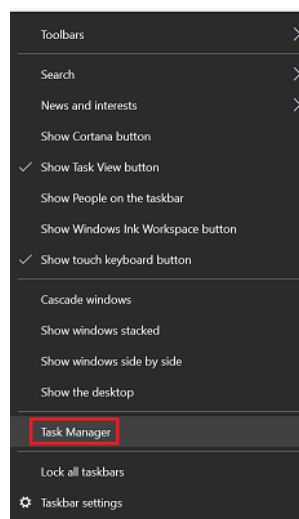 Toolbars
Search
News and interests
Show Cortana button
Show Task View button
Show People on the taskbar
Show Windows Ink Workspace button
Show touch keyboard button
Cascade windows
Show windows stacked
Show windows side by side
Show the desktop
Task Manager
Lock all taskbars
Taskbar settings